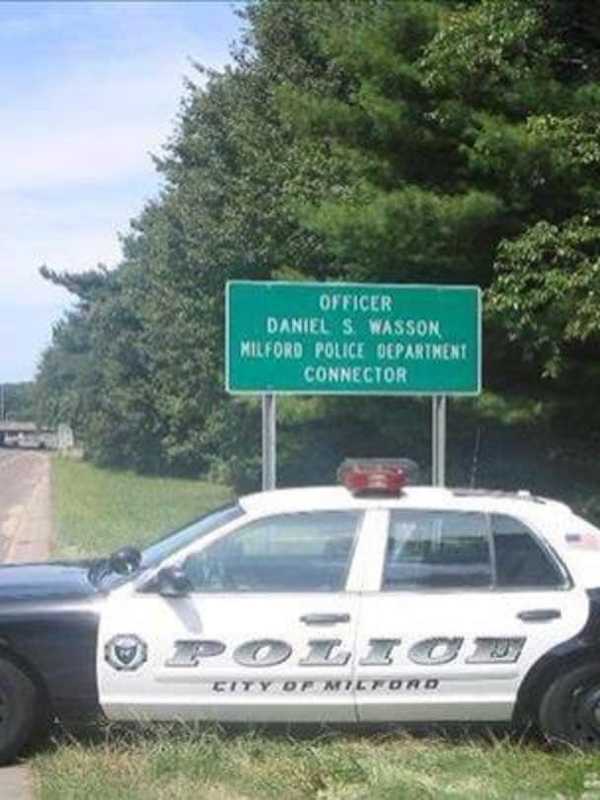 OFFICER
DANIEL S. WASSON
MILFORD POLICE DEPARTMENT
CONNECTOR
POLICE
CITY OF MILFORD